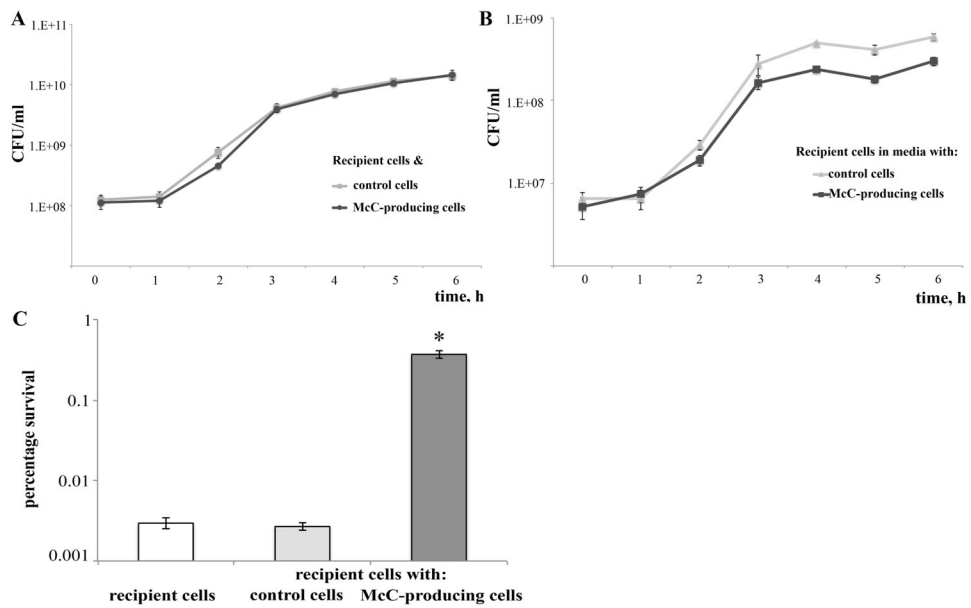 A
1.E+11
1.E+10
1.E+09
1.E+08
CFU/ml
Recipient cells &
control cells
McC-producing cells
0 1 2 3 4 5 6
time, h
B
1.E+09
1.E+08
1.E+07
CFU/ml
Recipient cells in media with:
control cells
McC-producing cells
0 1 2 3 4 5 6
time, h
C
1
0.1
0.01
0.001
percentage survival
*
recipient cells with:
recipient cells control cells McC-producing cells